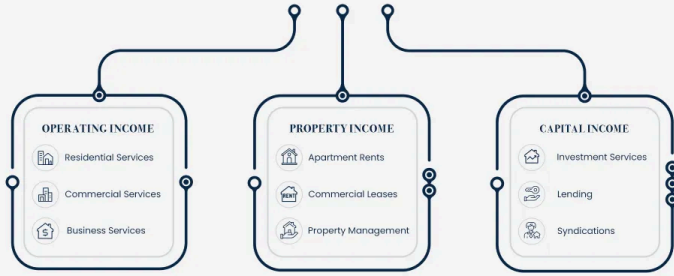 OPERATING INCOME
Residential Services
Commercial Services
Business Services
PROPERTY INCOME
Apartment Rents
RENT
Commercial Leases
Property Management
CAPITAL INCOME
Investment Services
Lending
Syndications